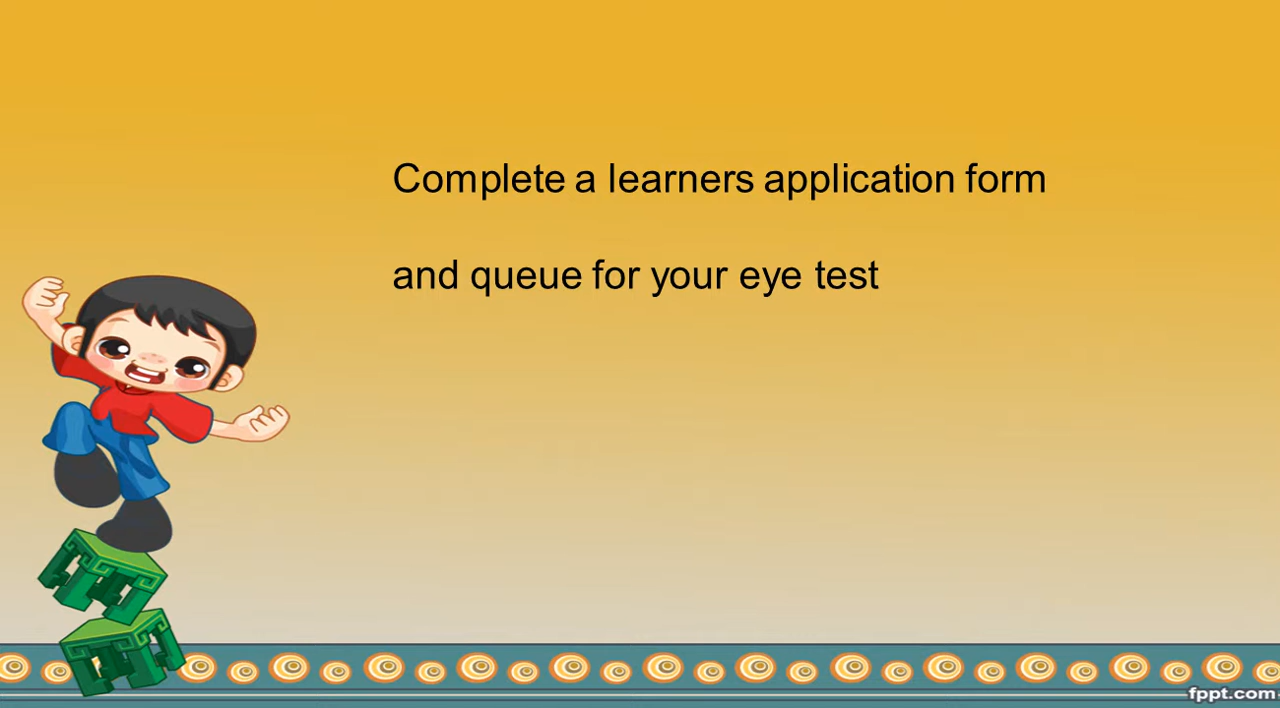 Complete a learners application form
and queue for your eye test
fppt.com